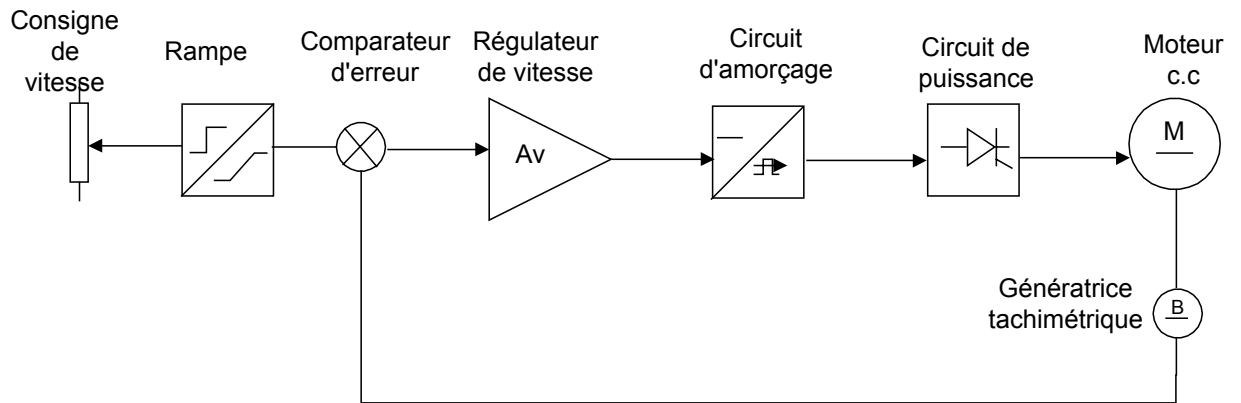 Consigne
de
vitesse
Rampe
Comparateur
d'erreur
Régulateur
de vitesse
Circuit
d'amorçage
Circuit de
puissance
Moteur
c.c
Av
M
Génératrice
tachimétrique
B